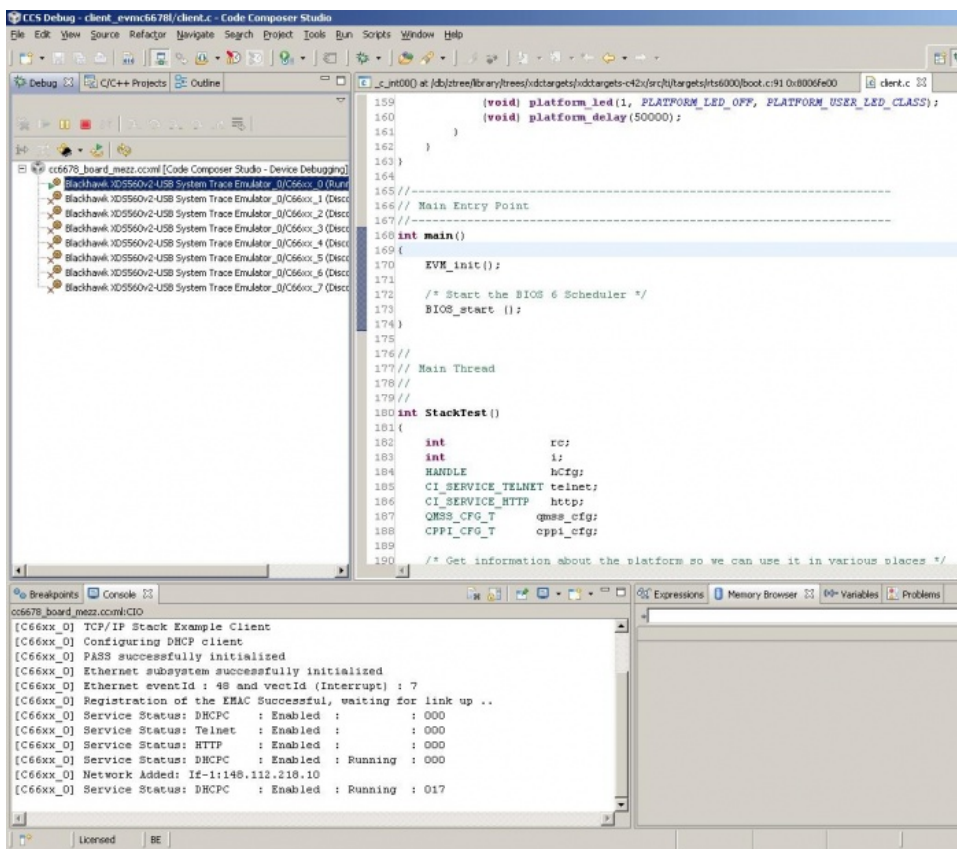 CCS Debug - client_evmc6678l/client.c - Code Composer Studio
File Edit View Source Refactor Navigate Search Project Tools Run Scripts Window Help
Debug C/C++ Projects Outline
_c_int00() at /db/ztree/library/trees/xdctargets/xdctargets-c42x/src/ti/targets/rts6000/boot.c:91 0x8006fe00 client.c
cc6678_board_mezz.ccxml [Code Composer Studio - Device Debugging]
Blackhawk XDS560v2-USB System Trace Emulator_0/C66xx_0 (Runn
Blackhawk XDS560v2-USB System Trace Emulator_0/C66xx_1 (Disco
Blackhawk XDS560v2-USB System Trace Emulator_0/C66xx_2 (Disco
Blackhawk XDS560v2-USB System Trace Emulator_0/C66xx_3 (Disco
Blackhawk XDS560v2-USB System Trace Emulator_0/C66xx_4 (Disco
Blackhawk XDS560v2-USB System Trace Emulator_0/C66xx_5 (Disco
Blackhawk XDS560v2-USB System Trace Emulator_0/C66xx_6 (Disco
Blackhawk XDS560v2-USB System Trace Emulator_0/C66xx_7 (Disco
159 (void) platform_led(1, PLATFORM_LED_OFF, PLATFORM_USER_LED_CLASS);
160 (void) platform_delay(50000);
161 }
162 }
163 }
164
165 //---------------------------------------------------------------------
166 // Main Entry Point
167 //---------------------------------------------------------------------
168 int main()
169 {
170 EVM_init();
171
172 /* Start the BIOS 6 Scheduler */
173 BIOS_start ();
174 }
175
176 //
177 // Main Thread
178 //
179 //
180 int StackTest()
181 {
182 int rc;
183 int i;
184 HANDLE hCfg;
185 CI_SERVICE_TELNET telnet;
186 CI_SERVICE_HTTP http;
187 QMSS_CFG_T qmss_cfg;
188 CPPI_CFG_T cppi_cfg;
189
190 /* Get information about the platform so we can use it in various places */
Breakpoints Console
cc6678_board_mezz.ccxml:CIO
[C66xx_0] TCP/IP Stack Example Client
[C66xx_0] Configuring DHCP client
[C66xx_0] PASS successfully initialized
[C66xx_0] Ethernet subsystem successfully initialized
[C66xx_0] Ethernet eventId : 48 and vectId (Interrupt) : 7
[C66xx_0] Registration of the EMAC Successful, waiting for link up ..
[C66xx_0] Service Status: DHCPC : Enabled : : 000
[C66xx_0] Service Status: Telnet : Enabled : : 000
[C66xx_0] Service Status: HTTP : Enabled : : 000
[C66xx_0] Service Status: DHCPC : Enabled : Running : 000
[C66xx_0] Network Added: If-1:148.112.218.10
[C66xx_0] Service Status: DHCPC : Enabled : Running : 017
Expressions Memory Browser Variables Problems
Licensed BE